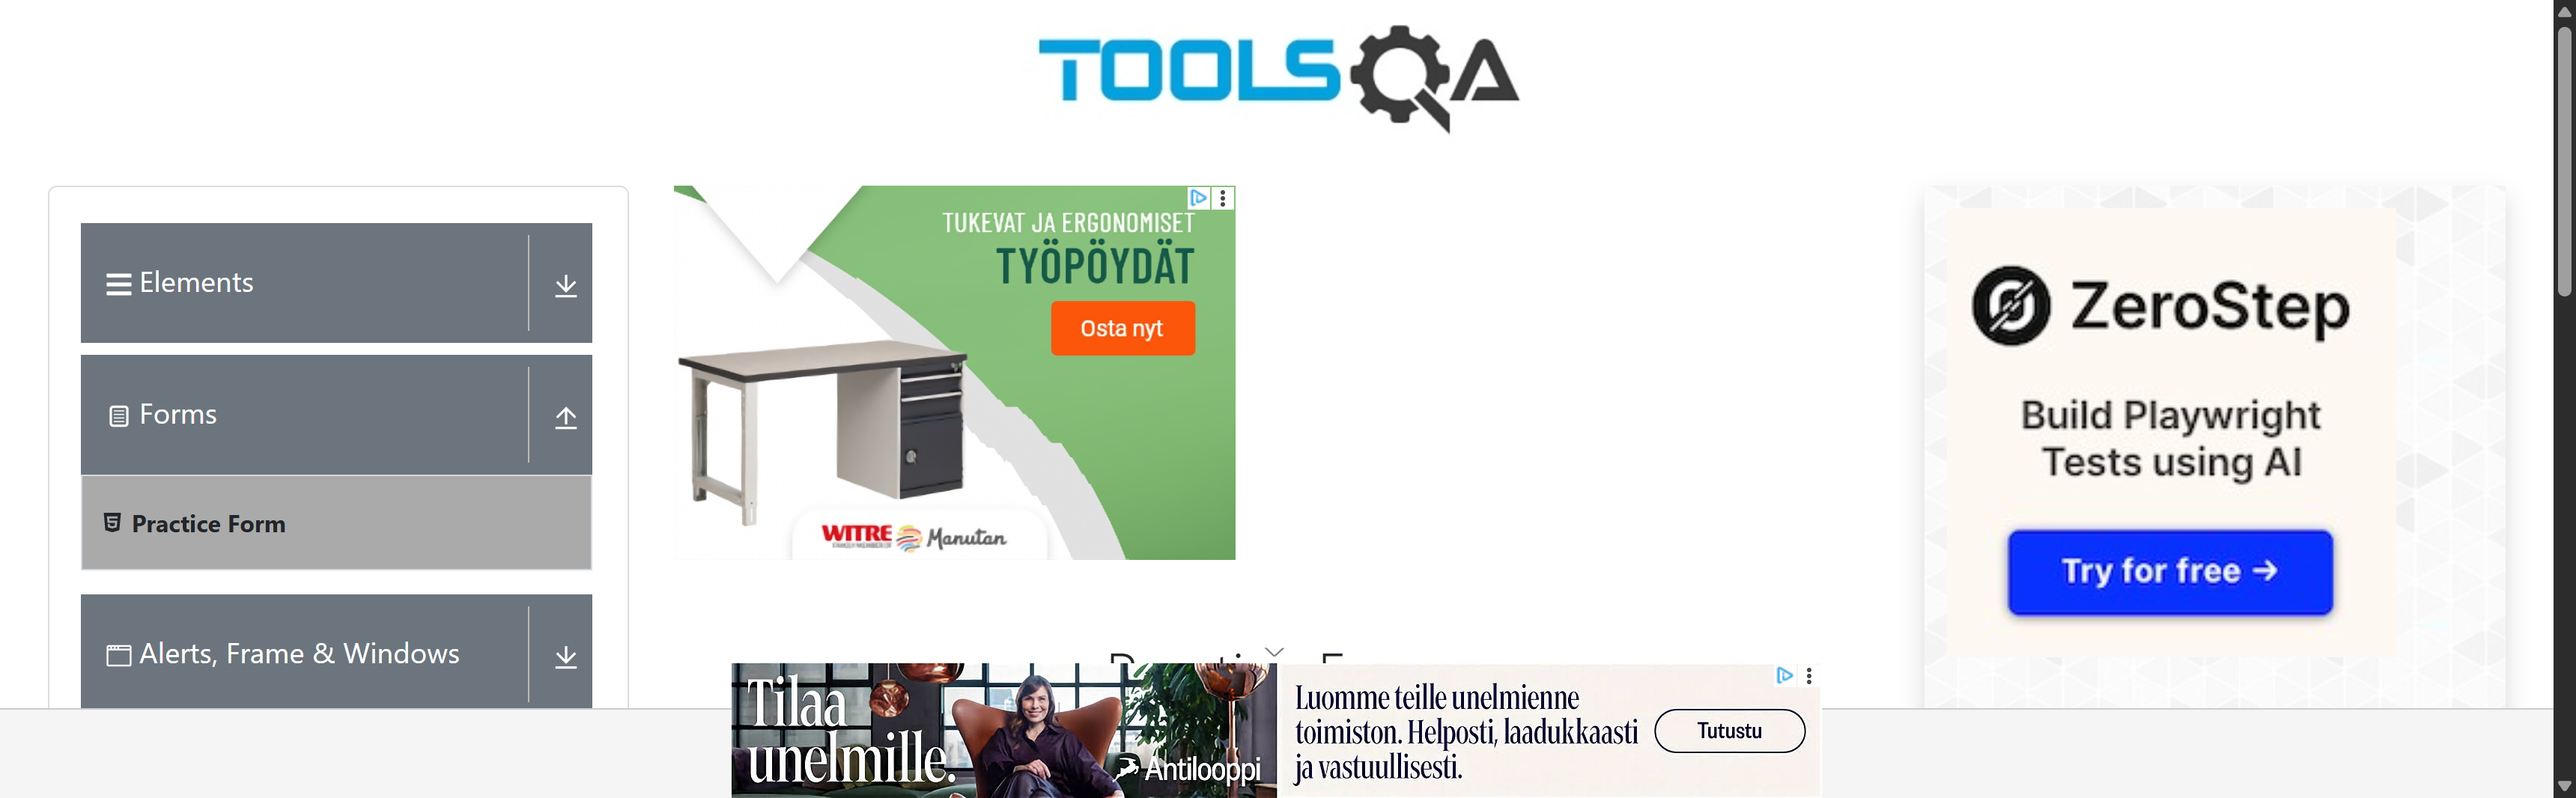 TOOLSQA
Elements
Forms
Practice Form
Alerts, Frame & Windows
TUKEVAT JA ERGONOMISET
TYÖPÖYDÄT
Osta nyt
WITRE
Manutan
ZeroStep
Build Playwright
Tests using AI
Try for free →
Tilaa
unelmille.
Antilooppi
Luomme teille unelmienne
toimiston. Helposti, laadukkaasti
ja vastuullisesti.
Tutustu